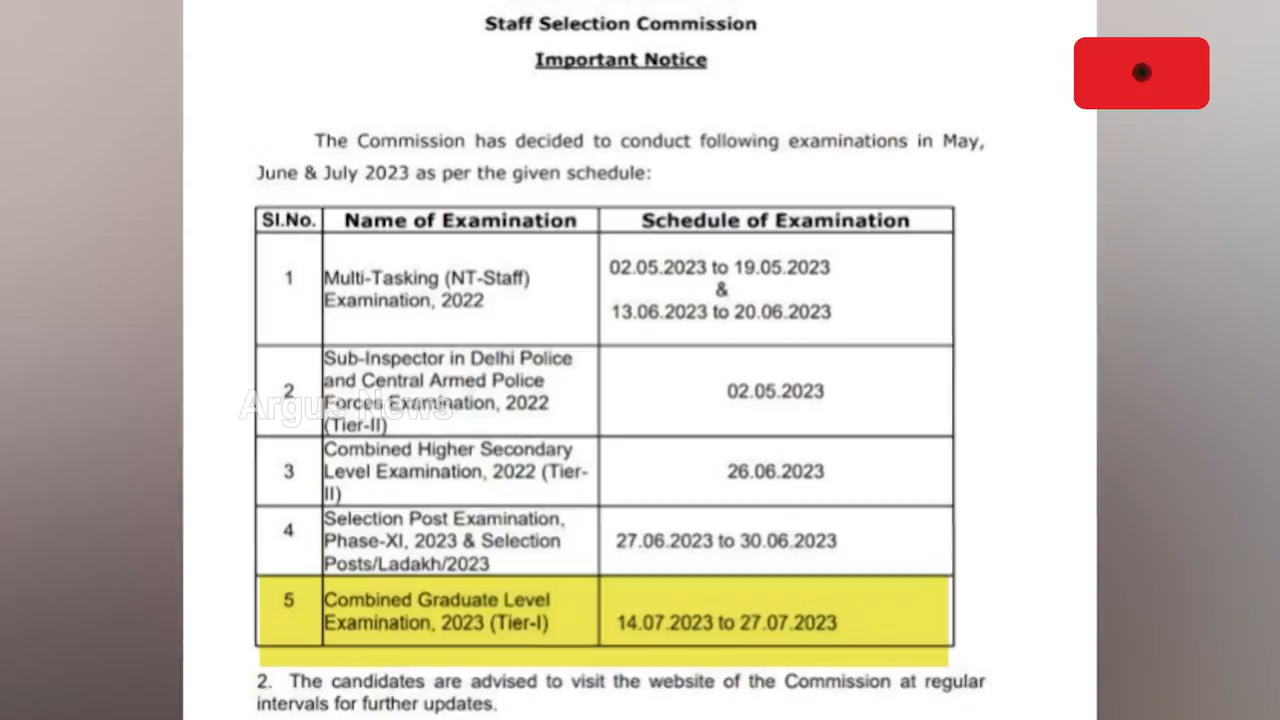 Staff Selection Commission
Important Notice
The Commission has decided to conduct following examinations in May,
June & July 2023 as per the given schedule:
Sl.No. Name of Examination Schedule of Examination
1 Multi-Tasking (NT-Staff)
Examination, 2022
02.05.2023 to 19.05.2023
&
13.06.2023 to 20.06.2023
2 Sub-Inspector in Delhi Police
and Central Armed Police
Forces Examination, 2022
(Tier-II)
02.05.2023
Argus News
3 Combined Higher Secondary
Level Examination, 2022 (Tier-
II)
26.06.2023
4 Selection Post Examination,
Phase-XI, 2023 & Selection
Posts/Ladakh/2023
27.06.2023 to 30.06.2023
5 Combined Graduate Level
Examination, 2023 (Tier-I)
14.07.2023 to 27.07.2023
2. The candidates are advised to visit the website of the Commission at regular
intervals for further updates.